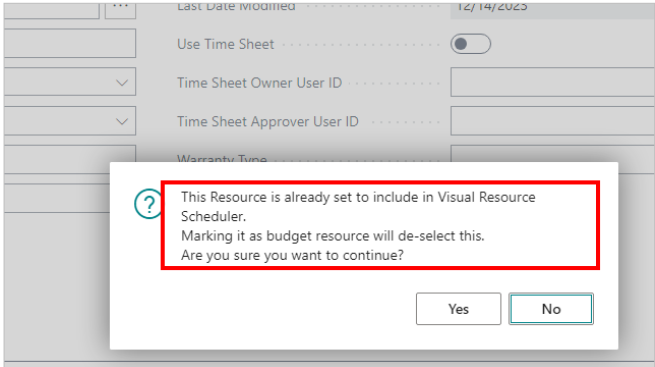 Last Date Modified
12/14/2023
Use Time Sheet
Time Sheet Owner User ID
Time Sheet Approver User ID
Warranty Type
This Resource is already set to include in Visual Resource
Scheduler.
Marking it as budget resource will de-select this.
Are you sure you want to continue?
Yes
No